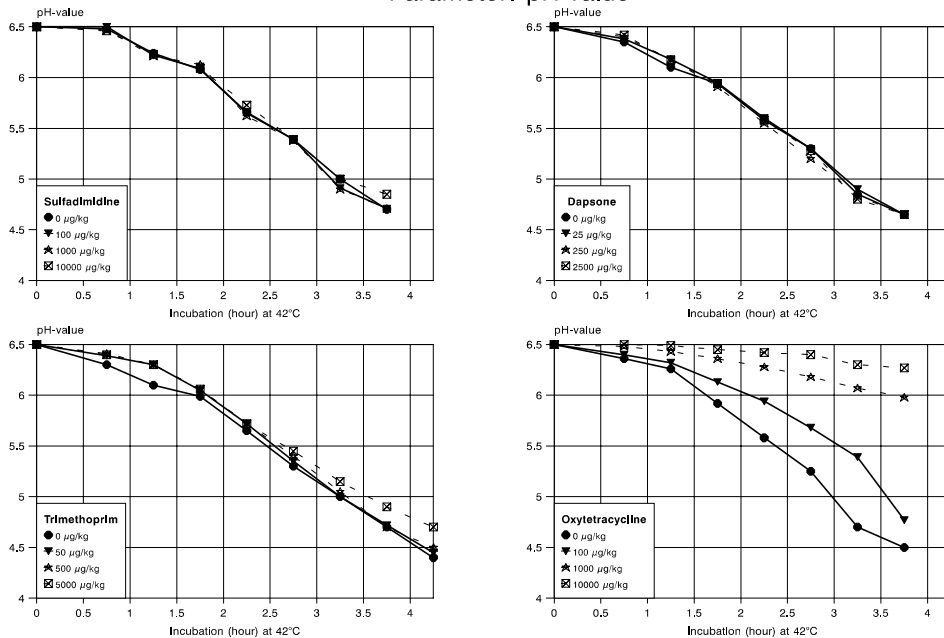 pH-value
6.5
6
5.5
5
4.5
4
Sulfadimidine
0 µg/kg
100 µg/kg
1000 µg/kg
10000 µg/kg
0 0.5 1 1.5 2 2.5 3 3.5 4
Incubation (hour) at 42°C
pH-value
6.5
6
5.5
5
4.5
4
Dapsone
0 µg/kg
25 µg/kg
250 µg/kg
2500 µg/kg
0 0.5 1 1.5 2 2.5 3 3.5 4
Incubation (hour) at 42°C
pH-value
6.5
6
5.5
5
4.5
4
Trimethoprim
0 µg/kg
50 µg/kg
500 µg/kg
5000 µg/kg
0 0.5 1 1.5 2 2.5 3 3.5 4
Incubation (hour) at 42°C
pH-value
6.5
6
5.5
5
4.5
4
Oxytetracycline
0 µg/kg
100 µg/kg
1000 µg/kg
10000 µg/kg
0 0.5 1 1.5 2 2.5 3 3.5 4
Incubation (hour) at 42°C